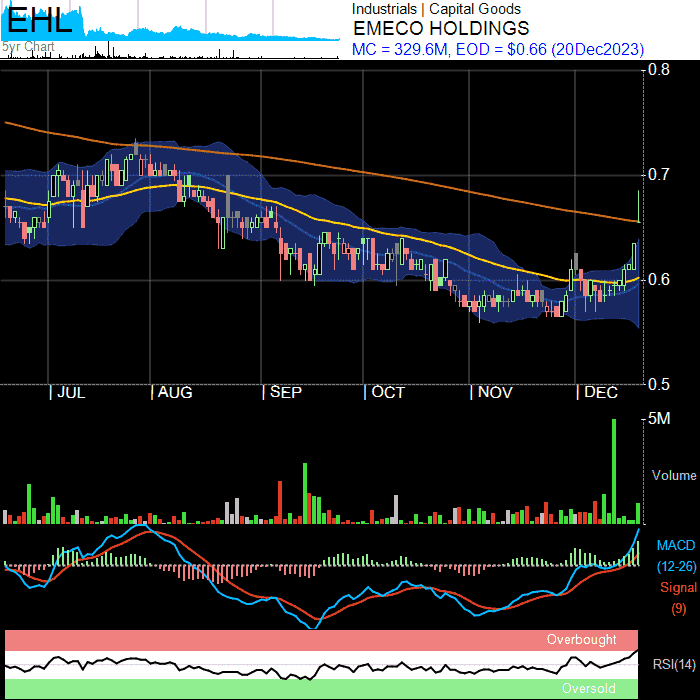 EHL
5yr Chart
Industrials | Capital Goods
EMECO HOLDINGS
MC = 329.6M, EOD = $0.66 (20Dec2023)
0.8
0.7
0.6
0.5
| JUL | AUG | SEP | OCT | NOV | DEC
5M
Volume
MACD
(12-26)
Signal
(9)
Overbought
RSI(14)
Oversold